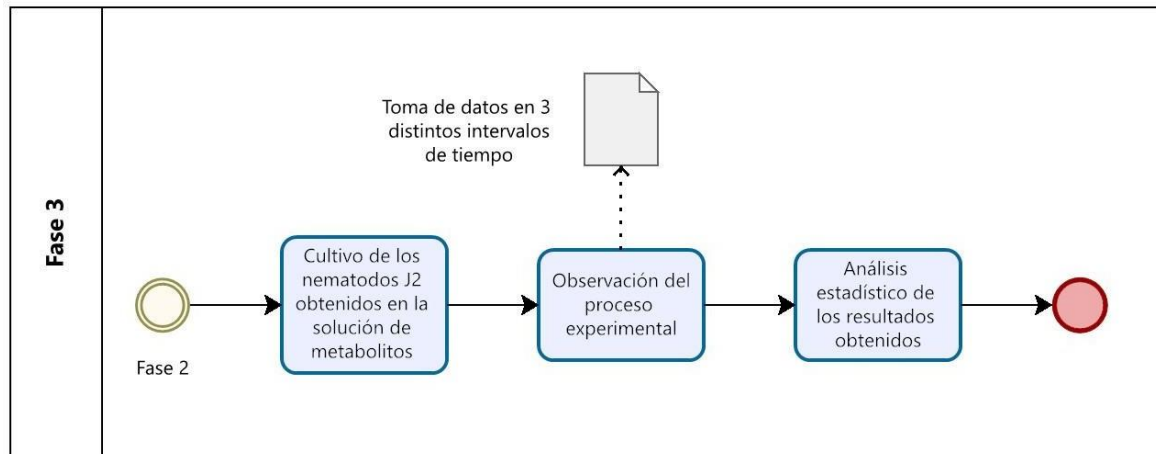 Fase 3
Toma de datos en 3
distintos intervalos
de tiempo
Fase 2
Cultivo de los
nematodos J2
obtenidos en la
solución de
metabolitos
Observación del
proceso
experimental
Análisis
estadístico de
los resultados
obtenidos